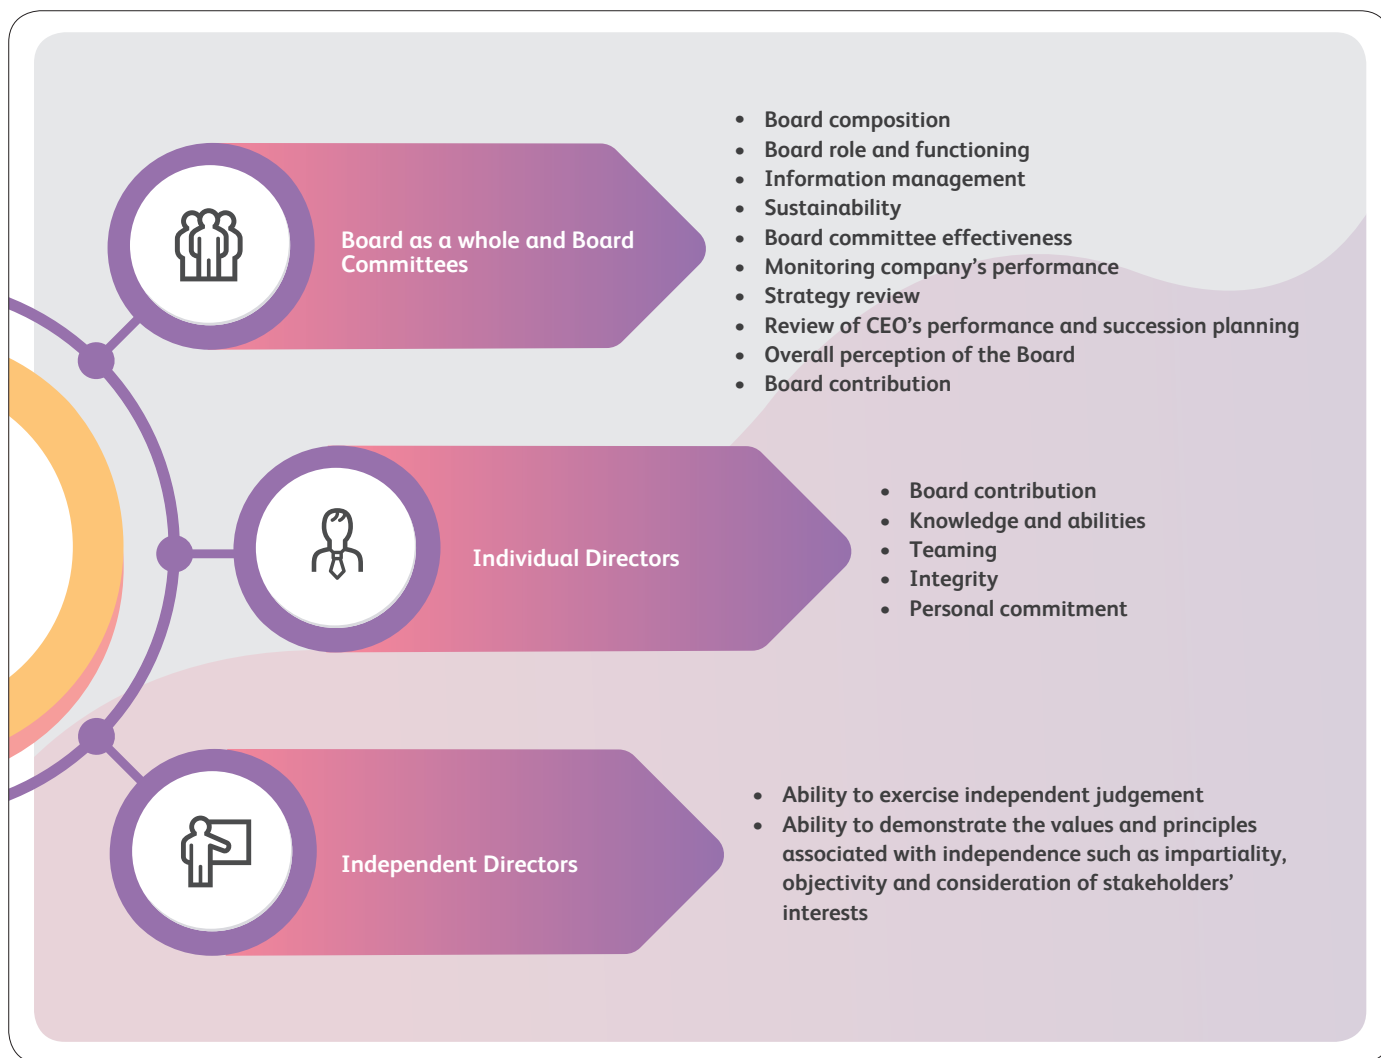 Board as a whole and Board
Committees
• Board composition
• Board role and functioning
• Information management
• Sustainability
• Board committee effectiveness
• Monitoring company’s performance
• Strategy review
• Review of CEO’s performance and succession planning
• Overall perception of the Board
• Board contribution
Individual Directors
• Board contribution
• Knowledge and abilities
• Teaming
• Integrity
• Personal commitment
Independent Directors
• Ability to exercise independent judgement
• Ability to demonstrate the values and principles
associated with independence such as impartiality,
objectivity and consideration of stakeholders’
interests